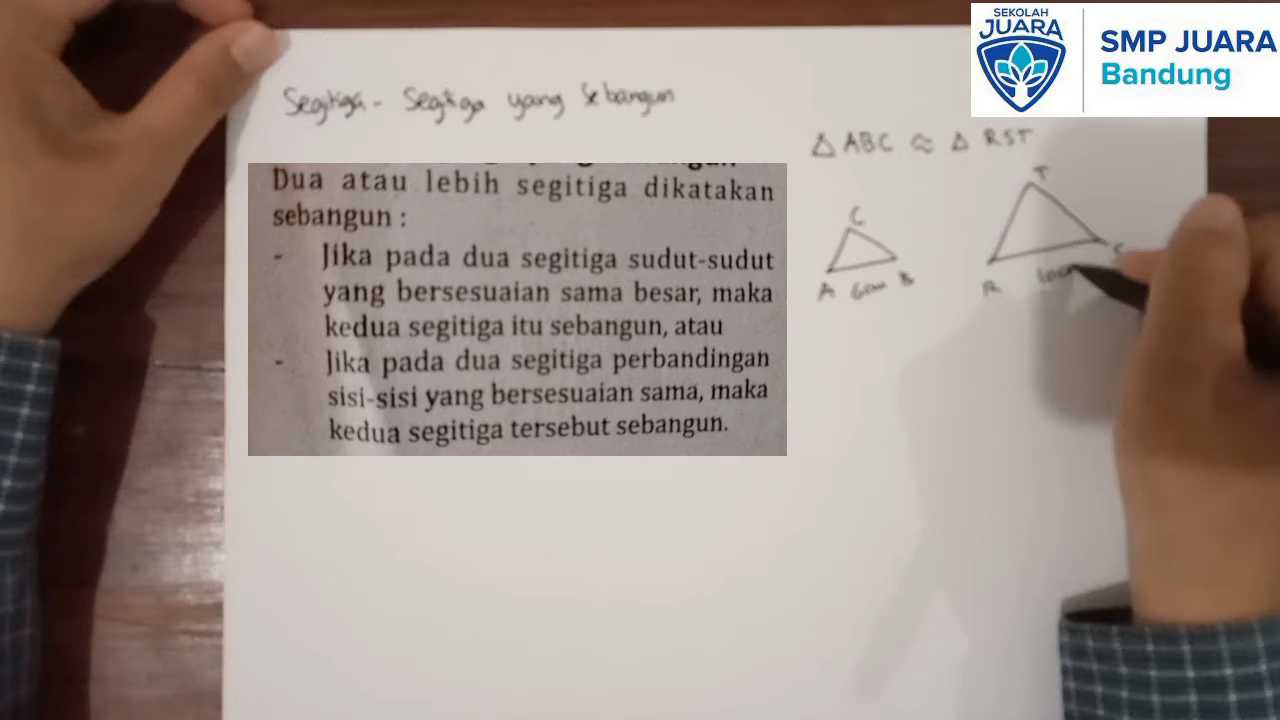 SEKOLAH
JUARA
SMP JUARA
Bandung
Segitiga - Segitiga yang sebangun
Dua atau lebih segitiga dikatakan
sebangun :
- Jika pada dua segitiga sudut-sudut
yang bersesuaian sama besar, maka
kedua segitiga itu sebangun, atau
- Jika pada dua segitiga perbandingan
sisi-sisi yang bersesuaian sama, maka
kedua segitiga tersebut sebangun.
△ ABC ≈ △ RST
T
C
A 6cm B
R